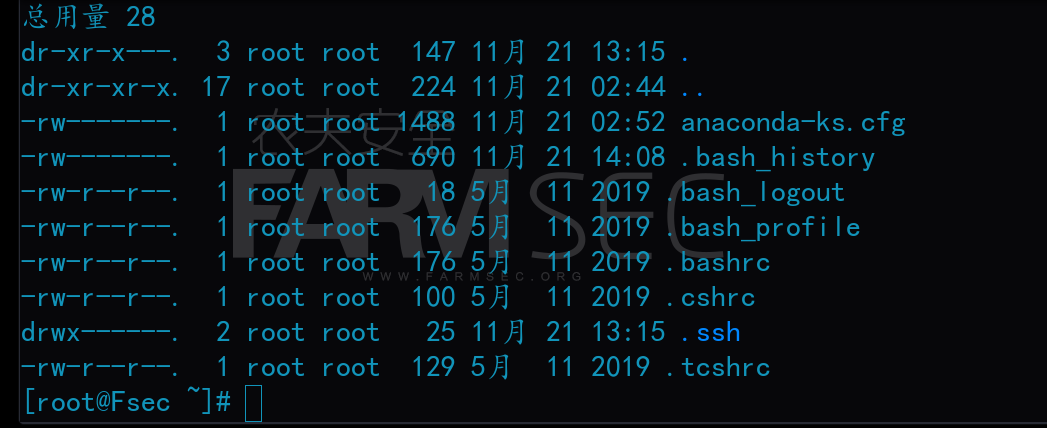 总用量 28
dr-xr-x---.  3 root root  147 11月 21 13:15 .
dr-xr-xr-x. 17 root root  224 11月 21 02:44 ..
-rw-------.  1 root root 1488 11月 21 02:52 anaconda-ks.cfg
-rw-------.  1 root root  690 11月 21 14:08 .bash_history
-rw-r--r--.  1 root root   18 5月  11 2019 .bash_logout
-rw-r--r--.  1 root root  176 5月  11 2019 .bash_profile
-rw-r--r--.  1 root root  176 5月  11 2019 .bashrc
-rw-r--r--.  1 root root  100 5月  11 2019 .cshrc
drwx------.  2 root root   25 11月 21 13:15 .ssh
-rw-r--r--.  1 root root  129 5月  11 2019 .tcshrc
[root@Fsec ~]#
农夫安全
FARMSEC
WWW.FARMSEC.ORG